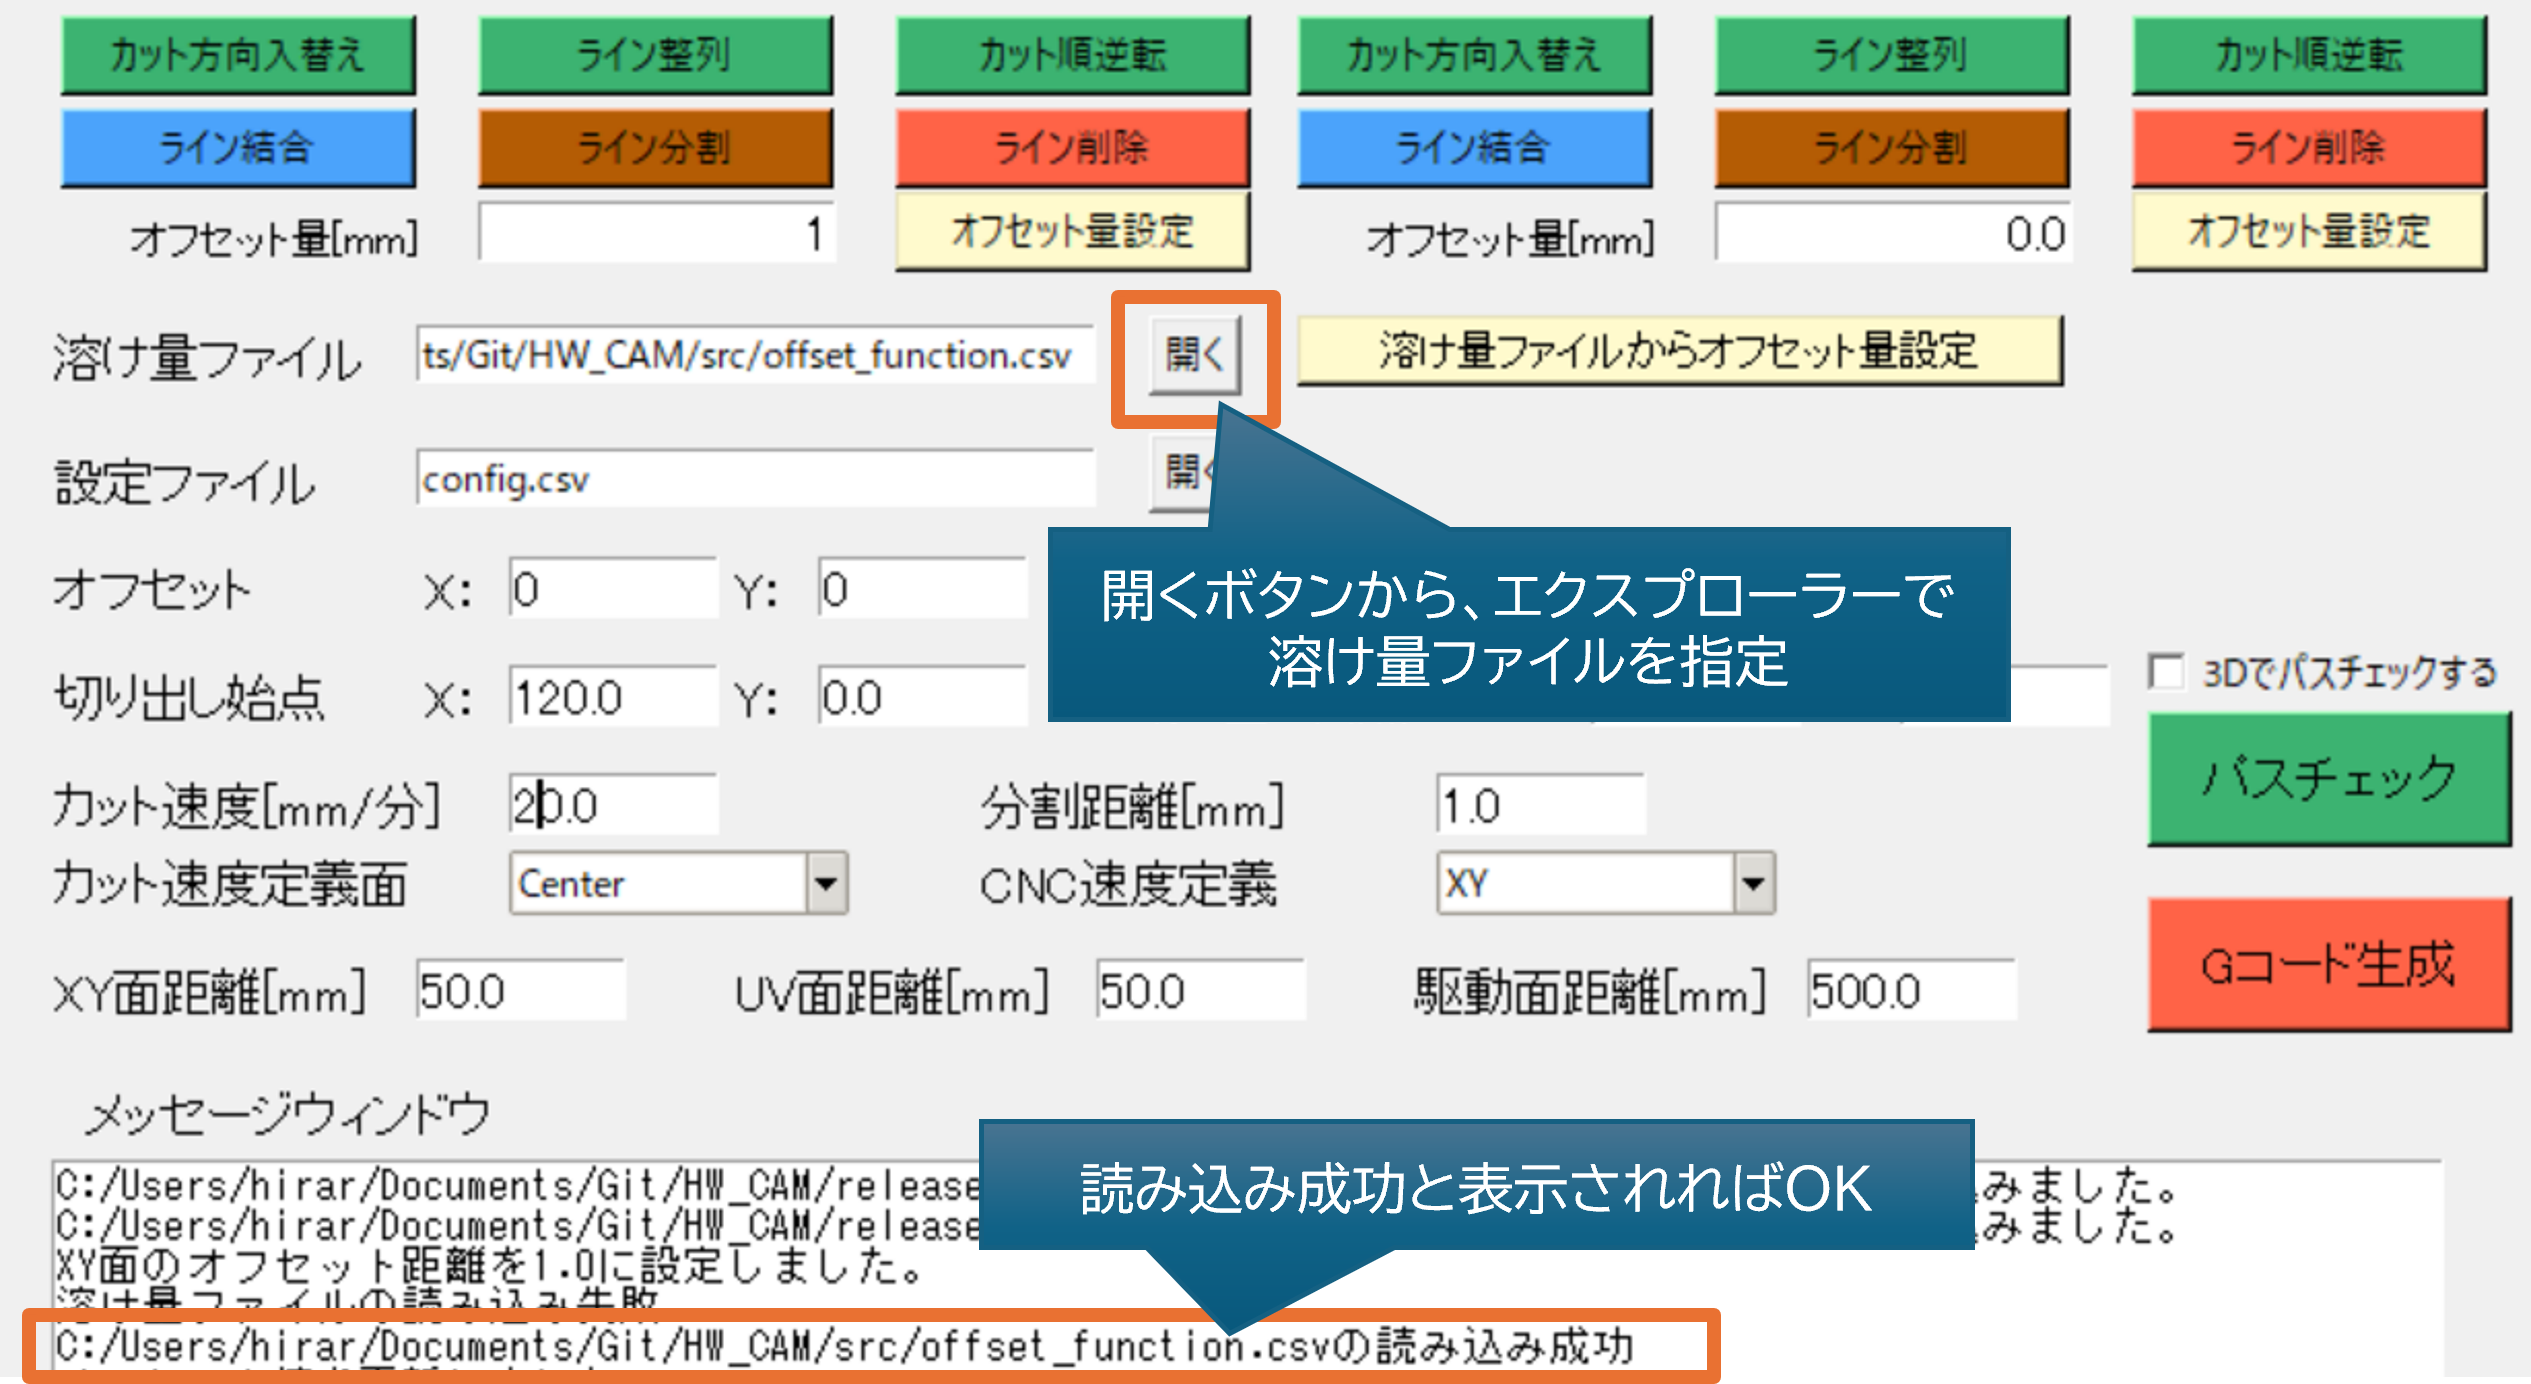 カット方向入替え ライン整列 カット順逆転 カット方向入替え ライン整列 カット順逆転
ライン結合 ライン分割 ライン削除 ライン結合 ライン分割 ライン削除
オフセット量[mm] 1 オフセット量設定 オフセット量[mm] 0.0 オフセット量設定
溶け量ファイル ts/Git/HW_CAM/src/offset_function.csv 開く 溶け量ファイルからオフセット量設定
設定ファイル config.csv 開く
オフセット X: 0 Y: 0
開くボタンから、エクスプローラーで
溶け量ファイルを指定
切り出し始点 X: 120.0 Y: 0.0
3Dでパスチェックする
パスチェック
カット速度[mm/分] 20.0 分割距離[mm] 1.0
カット速度定義面 Center CNC速度定義 XY
Gコード生成
XY面距離[mm] 50.0 UV面距離[mm] 50.0 駆動面距離[mm] 500.0
メッセージウィンドウ
読み込み成功と表示されればOK
C:/Users/hirar/Documents/Git/HW_CAM/release みました。
C:/Users/hirar/Documents/Git/HW_CAM/release みました。
XY面のオフセット距離を1.0に設定しました。
溶け量ファイルの読み込み失敗
C:/Users/hirar/Documents/Git/HW_CAM/src/offset_function.csvの読み込み成功